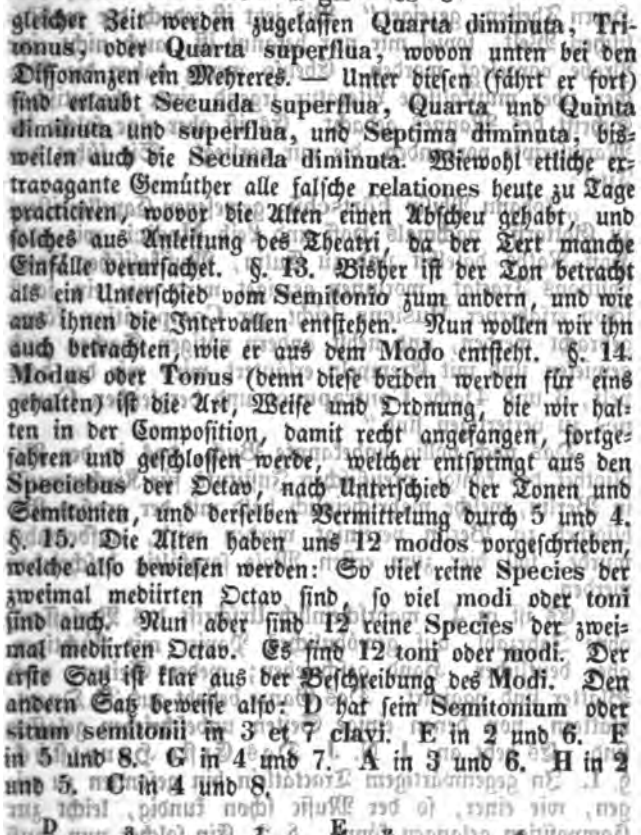 gleicher Zeit werden zugelassen Quarta diminuta, Tri-
tonus, oder Quarta superflua, wovon unten bei den
Dissonanzen ein Mehreres. — Unter diesen (fährt er fort)
sind erlaubt Secunda superflua, Quarta und Quinta
diminuta und superflua, und Septima diminuta, bis-
weilen auch die Secunda diminuta. Wiewohl etliche ex-
travagante Gemüther alle falsche relationes heute zu Tage
practiciren, wovor die Alten einen Abscheu gehabt, und
solches aus Anleitung des Theatri, da der Text manche
Einfälle verursachet. §. 13. Bisher ist der Ton betracht
als ein Unterschied vom Semitonio zum andern, und wie
aus ihnen die Intervallen entstehen. Nun wollen wir ihn
auch betrachten, wie er aus dem Modo entsteht. §. 14.
Modus oder Tonus (denn diese beiden werden für eins
gehalten) ist die Art, Weise und Ordnung, die wir hal-
ten in der Composition, damit recht angefangen, fortge-
fahren und geschlossen werde, welcher entspringt aus den
Speciebus der Octav, nach Unterschied der Tonen und
Semitonien, und derselben Vermittelung durch 5 und 4.
§. 15. Die Alten haben uns 12 modos vorgeschrieben,
welche also bewiesen werden: So viel reine Species der
zweimal mediirten Octav sind, so viel modi oder toni
sind auch. Nun aber sind 12 reine Species der zwei-
mal mediirten Octav. Es sind 12 toni oder modi. Der
erste Satz ist klar aus der Beschreibung des Modi. Den
andern Satz beweise also: D hat sein Semitonium oder
situm semitonii in 3 et 7 clavi. E in 2 und 6. F
in 5 und 8. G in 4 und 7. A in 3 und 6. H in 2
und 5. C in 4 und 8.